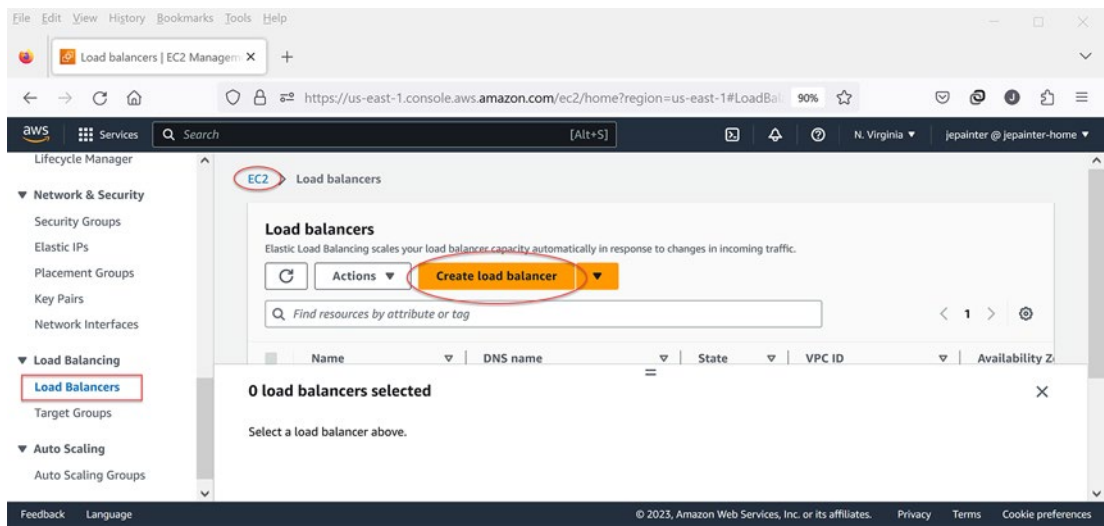 File Edit View History Bookmarks Tools Help
Load balancers | EC2 Managem
https://us-east-1.console.aws.amazon.com/ec2/home?region=us-east-1#LoadBal 90%
aws Services Search [Alt+S] N. Virginia jepainter @ jepainter-home
Lifecycle Manager
Network & Security
Security Groups
Elastic IPs
Placement Groups
Key Pairs
Network Interfaces
Load Balancing
Load Balancers
Target Groups
Auto Scaling
Auto Scaling Groups
EC2 Load balancers
Load balancers
Elastic Load Balancing scales your load balancer capacity automatically in response to changes in incoming traffic.
Actions Create load balancer
Find resources by attribute or tag
1
Name DNS name State VPC ID Availability Z
0 load balancers selected
Select a load balancer above.
Feedback Language © 2023, Amazon Web Services, Inc. or its affiliates. Privacy Terms Cookie preferences